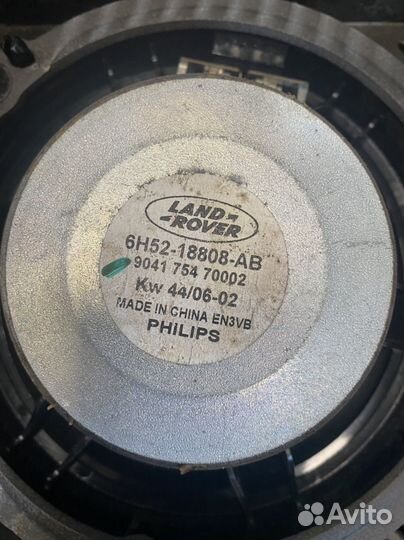 LAND-
ROVER
6H52-18808-AB
9041 754 70002
Kw 44/06-02
MADE IN CHINA EN3VB
PHILIPS
Avito